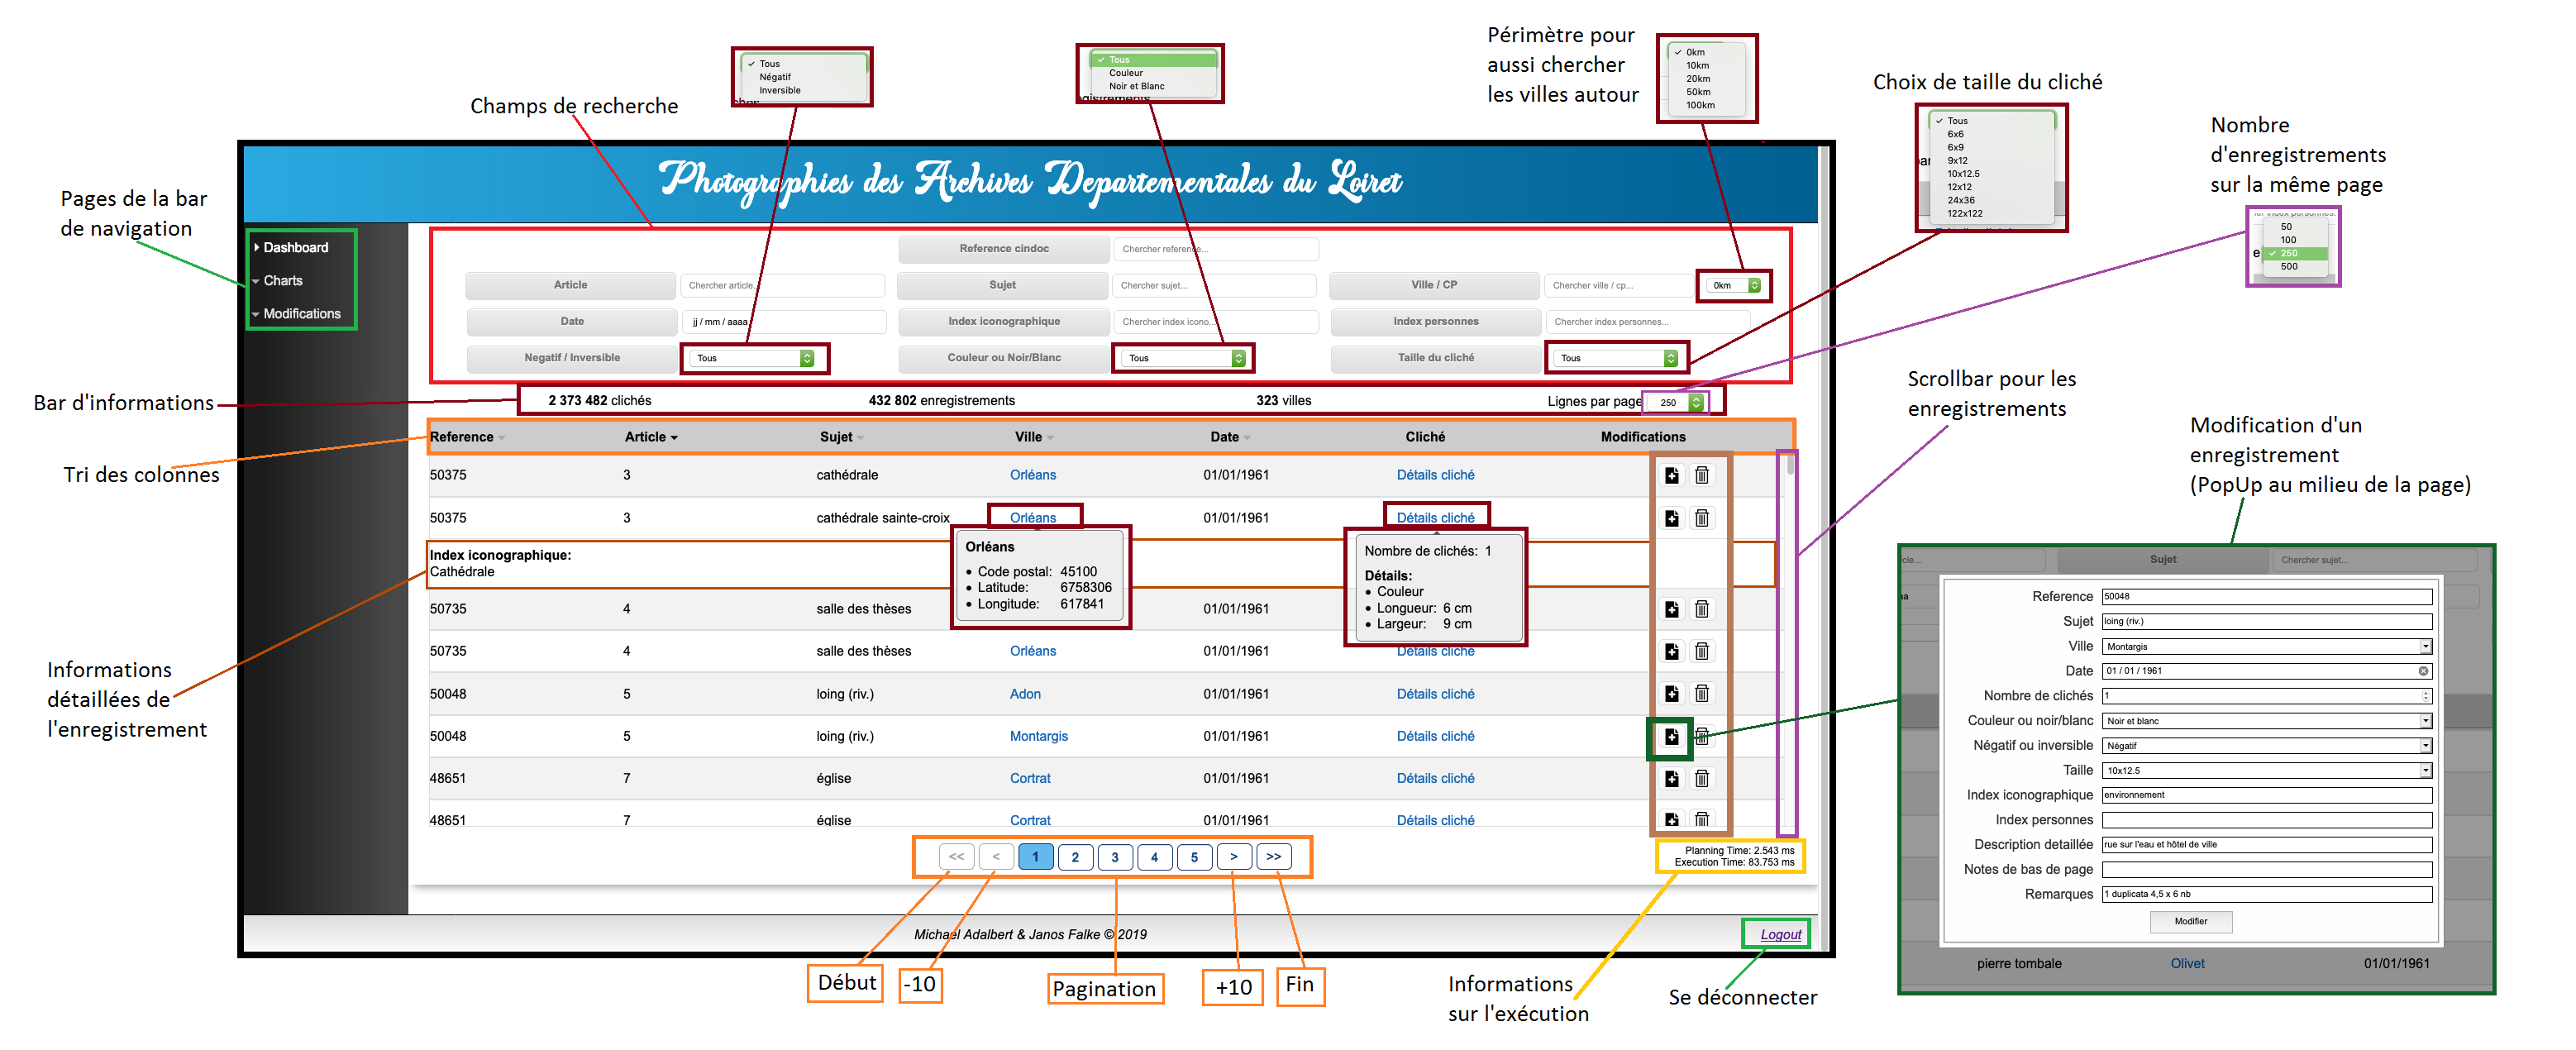 Périmètre pour
aussi chercher
les villes autour
✓ 0km
10km
20km
50km
100km
✓ Tous
Négatif
Inversible
✓ Tous
Couleur
Noir et Blanc
Choix de taille du cliché
✓ Tous
6x6
6x9
9x12
10x12.5
12x12
24x36
122x122
Champs de recherche
Nombre
d'enregistrements
sur la même page
50
100
✓ 250
500
Photographies des Archives Departementales du Loiret
Pages de la bar
de navigation
Dashboard
Charts
Modifications
Reference cindoc Chercher reference...
Article Chercher article... Sujet Chercher sujet... Ville / CP Chercher ville / cp... 0km
Date jj / mm / aaaa Index iconographique Chercher index icono... Index personnes Chercher index personnes...
Negatif / Inversible Tous Couleur ou Noir/Blanc Tous Taille du cliché Tous
Bar d'informations
2 373 482 clichés 432 802 enregistrements 323 villes Lignes par page 250
Scrollbar pour les
enregistrements
Tri des colonnes
Reference Article Sujet Ville Date Cliché Modifications
50375 3 cathédrale Orléans 01/01/1961 Détails cliché
50375 3 cathédrale sainte-croix Orléans 01/01/1961 Détails cliché
Index iconographique:
Cathédrale
Orléans
• Code postal: 45100
• Latitude: 6758306
• Longitude: 617841
Nombre de clichés: 1
Détails:
• Couleur
• Longueur: 6 cm
• Largeur: 9 cm
50735 4 salle des thèses 01/01/1961
50735 4 salle des thèses Orléans 01/01/1961 Détails cliché
50048 5 loing (riv.) Adon 01/01/1961 Détails cliché
50048 5 loing (riv.) Montargis 01/01/1961 Détails cliché
48651 7 église Cortrat 01/01/1961 Détails cliché
48651 7 église Cortrat 01/01/1961 Détails cliché
Informations
détaillées de
l'enregistrement
<< < 1 2 3 4 5 > >>
Planning Time: 2.543 ms
Execution Time: 83.753 ms
Michael Adalbert & Janos Falke © 2019
Logout
Début
-10
Pagination
+10
Fin
Informations
sur l'exécution
Se déconnecter
Modification d'un
enregistrement
(PopUp au milieu de la page)
Sujet Chercher sujet...
Reference 50048
Sujet loing (riv.)
Ville Montargis
Date 01 / 01 / 1961
Nombre de clichés 1
Couleur ou noir/blanc Noir et blanc
Négatif ou inversible Négatif
Taille 10x12.5
Index iconographique environnement
Index personnes
Description detaillée rue sur l'eau et hôtel de ville
Notes de bas de page
Remarques 1 duplicata 4,5 x 6 nb
Modifier
pierre tombale Olivet 01/01/1961